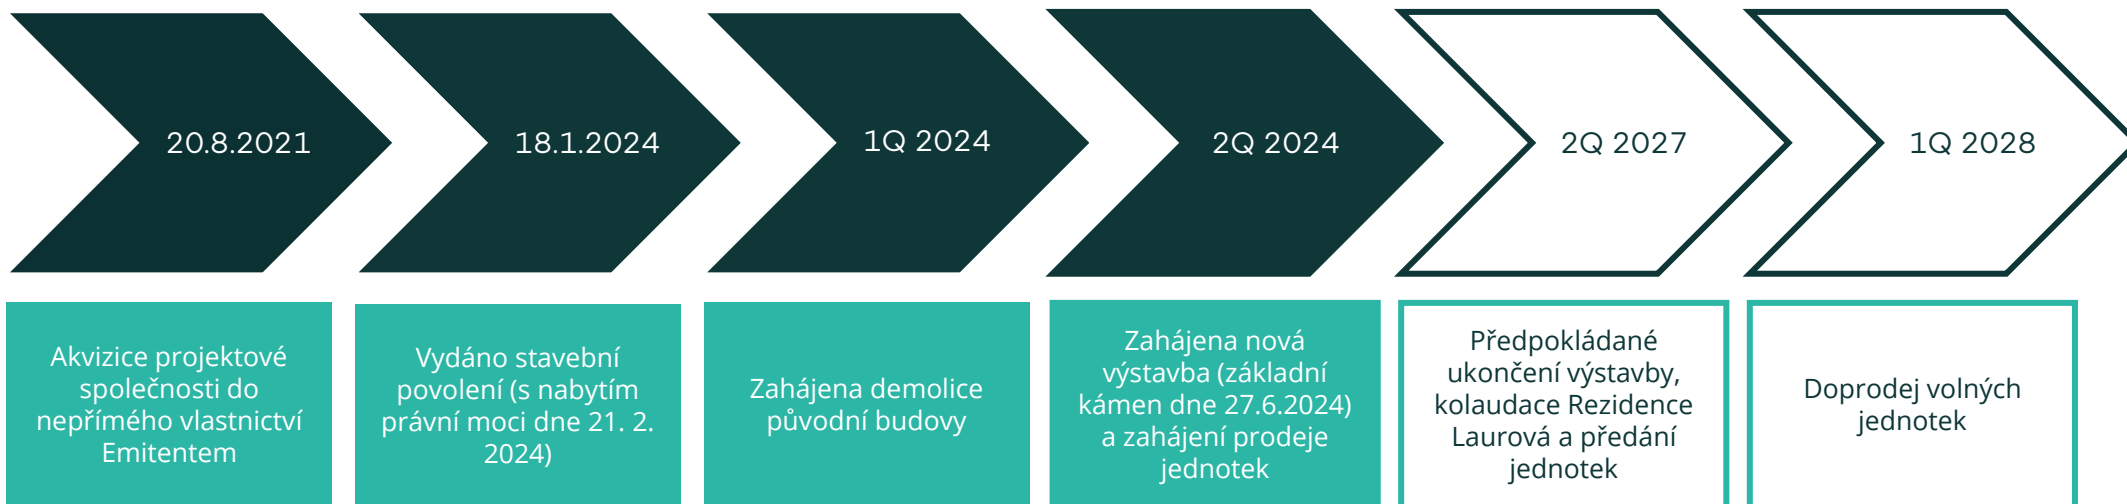 20.8.2021
18.1.2024
1Q 2024
2Q 2024
2Q 2027
1Q 2028
Akvizice projektové
společnosti do
nepřímého vlastnictví
Emitentem
Vydáno stavební
povolení (s nabytím
právní moci dne 21. 2.
2024)
Zahájena demolice
původní budovy
Zahájena nová
výstavba (základní
kámen dne 27.6.2024)
a zahájení prodeje
jednotek
Předpokládané
ukončení výstavby,
kolaudace Rezidence
Laurová a předání
jednotek
Doprodej volných
jednotek